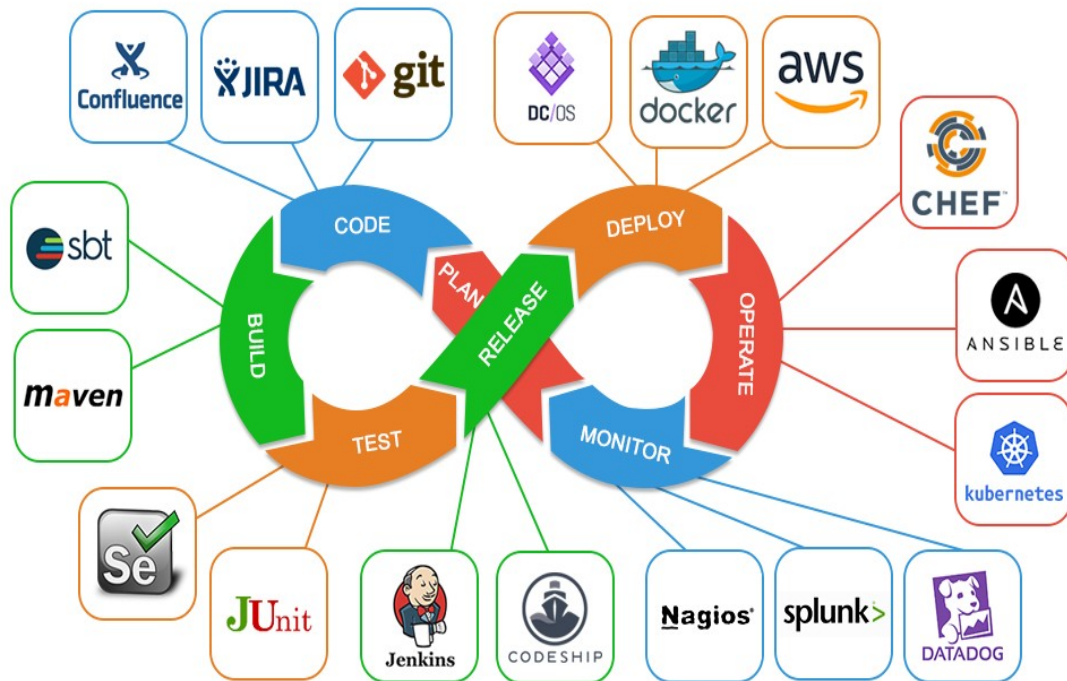 Confluence
JIRA
git
DC/OS
docker
aws
CHEF™
sbt
CODE
DEPLOY
PLAN
RELEASE
BUILD
OPERATE
ANSIBLE
maven
TEST
MONITOR
kubernetes
Se
JUnit
Jenkins
CODESHIP
Nagios®
splunk>
DATADOG